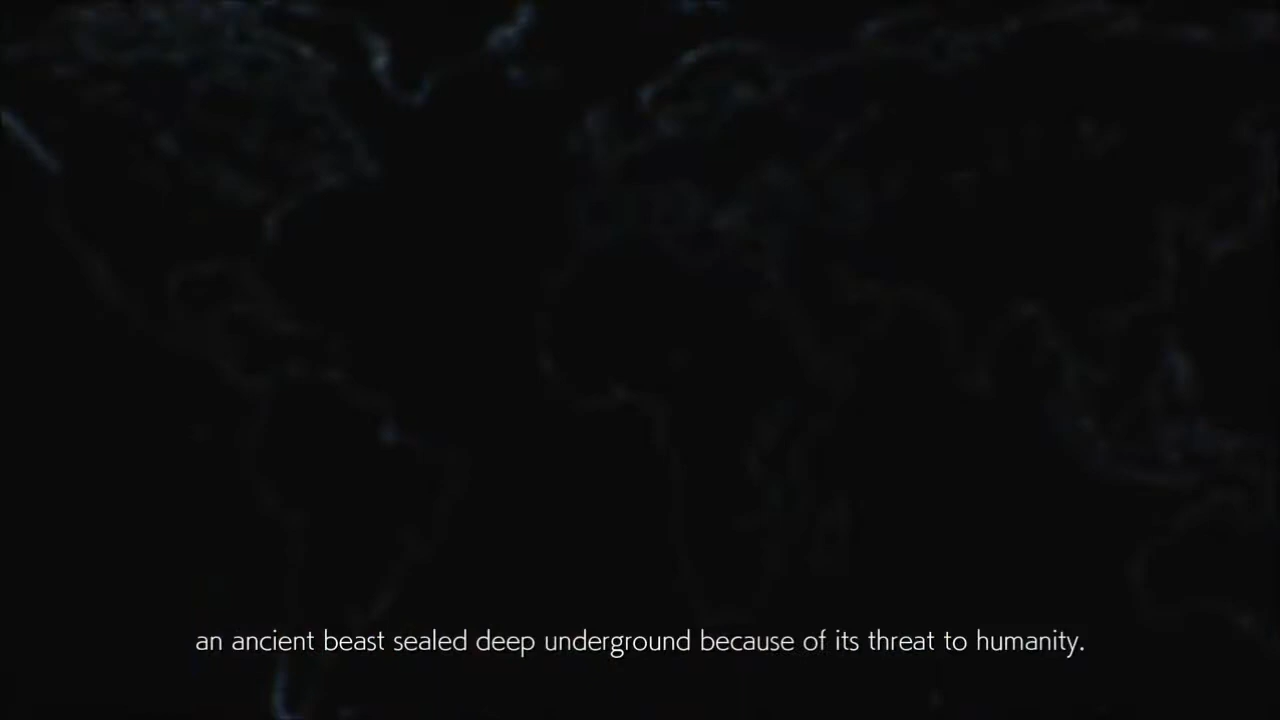 an ancient beast sealed deep underground because of its threat to humanity.